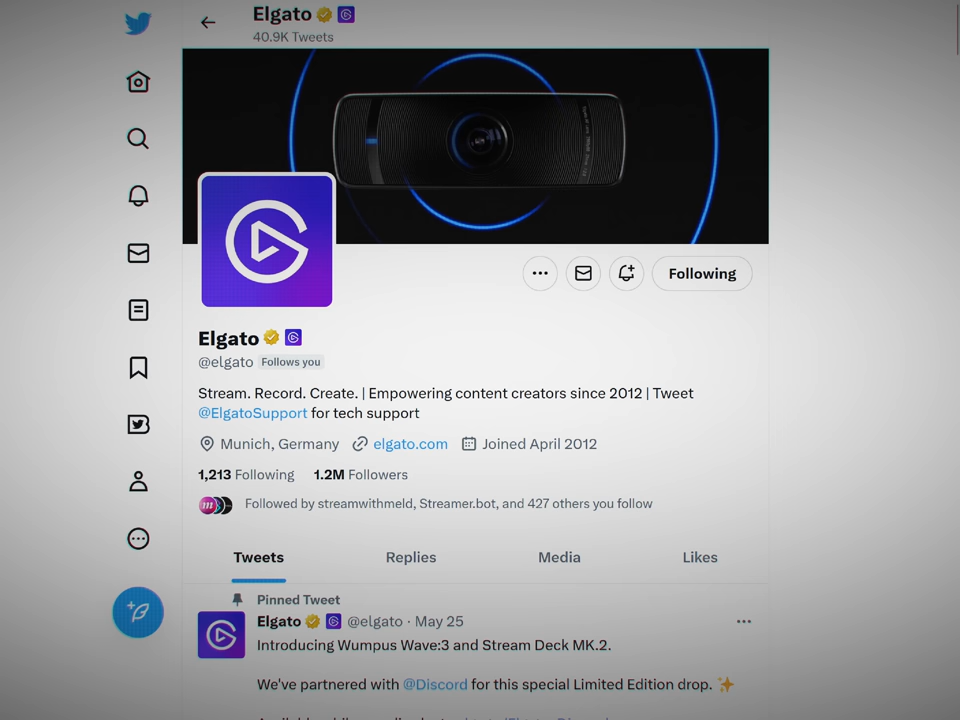 Elgato
40.9K Tweets
Following
Elgato
@elgato Follows you
Stream. Record. Create. | Empowering content creators since 2012 | Tweet
@ElgatoSupport for tech support
Munich, Germany elgato.com Joined April 2012
1,213 Following 1.2M Followers
Followed by streamwithmeld, Streamer.bot, and 427 others you follow
Tweets Replies Media Likes
Pinned Tweet
Elgato @elgato · May 25
Introducing Wumpus Wave:3 and Stream Deck MK.2.
We've partnered with @Discord for this special Limited Edition drop. ✨